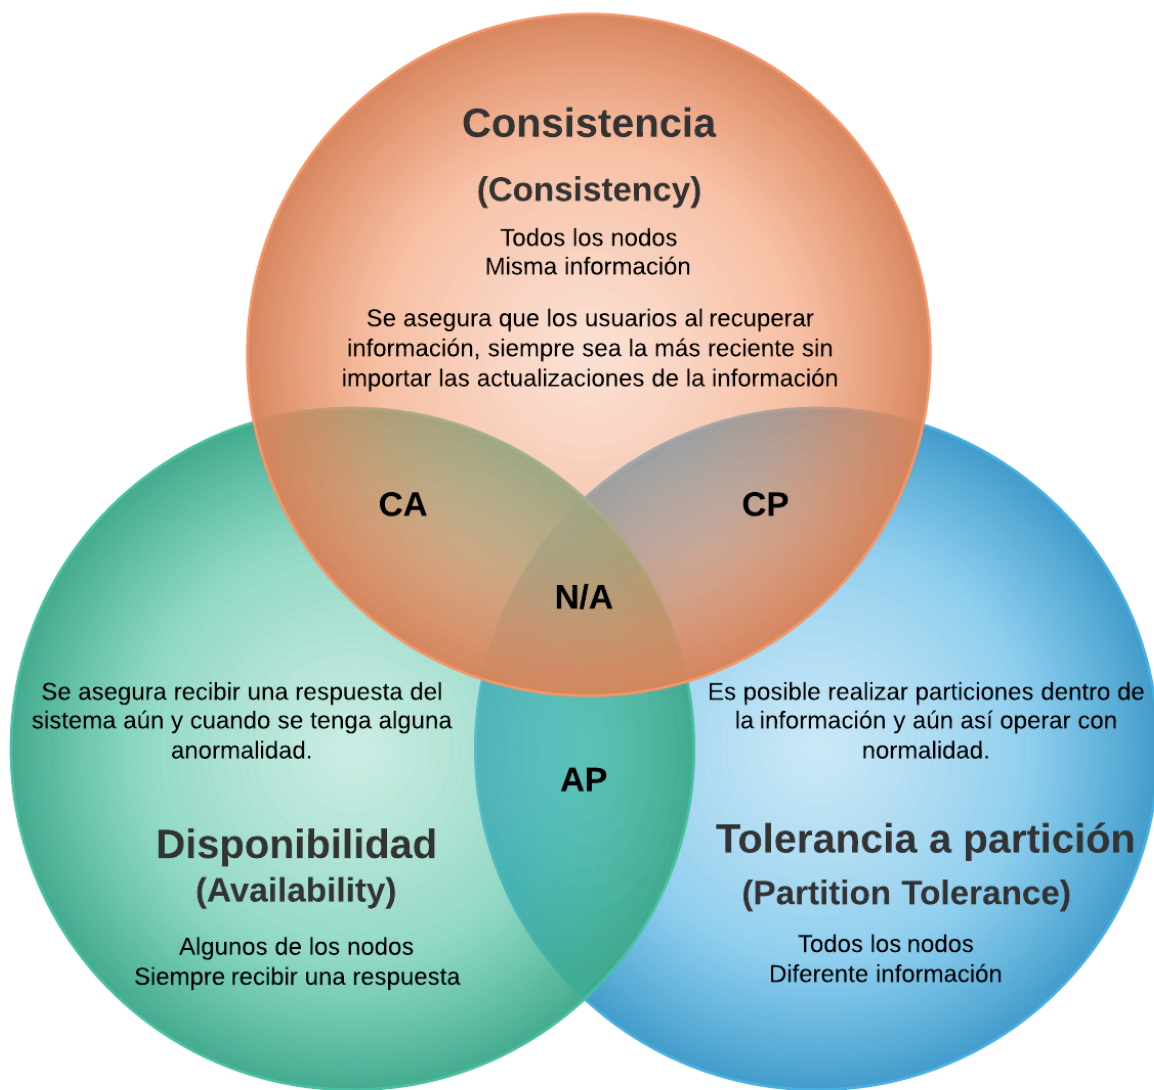 Consistencia
(Consistency)
Todos los nodos
Misma información
Se asegura que los usuarios al recuperar
información, siempre sea la más reciente sin
importar las actualizaciones de la información
CA
CP
N/A
Se asegura recibir una respuesta del
sistema aún y cuando se tenga alguna
anormalidad.
Es posible realizar particiones dentro de
la información y aún así operar con
normalidad.
AP
Disponibilidad
(Availability)
Algunos de los nodos
Siempre recibir una respuesta
Tolerancia a partición
(Partition Tolerance)
Todos los nodos
Diferente información